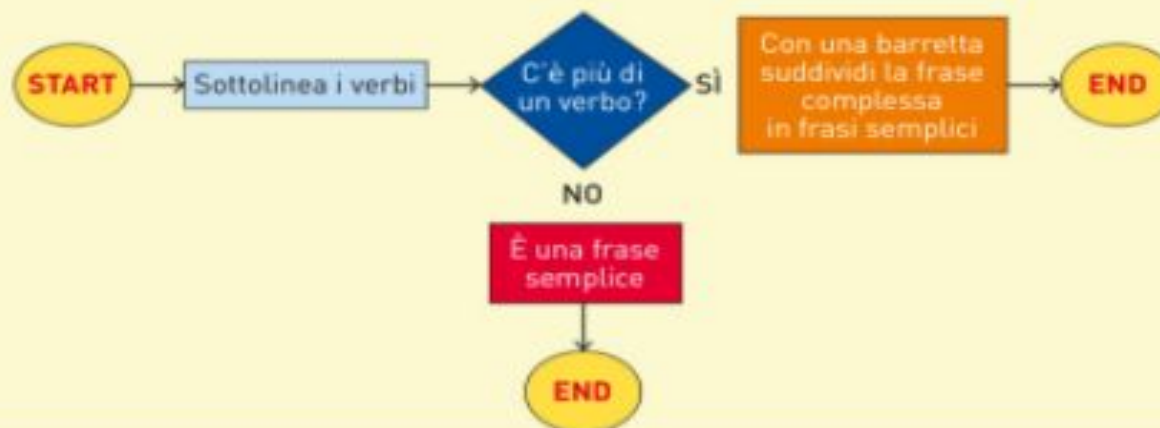 START
Sottolinea i verbi
C'è più di
un verbo?
SÌ
Con una barretta
suddividi la frase
complessa
in frasi semplici
END
NO
È una frase
semplice
END